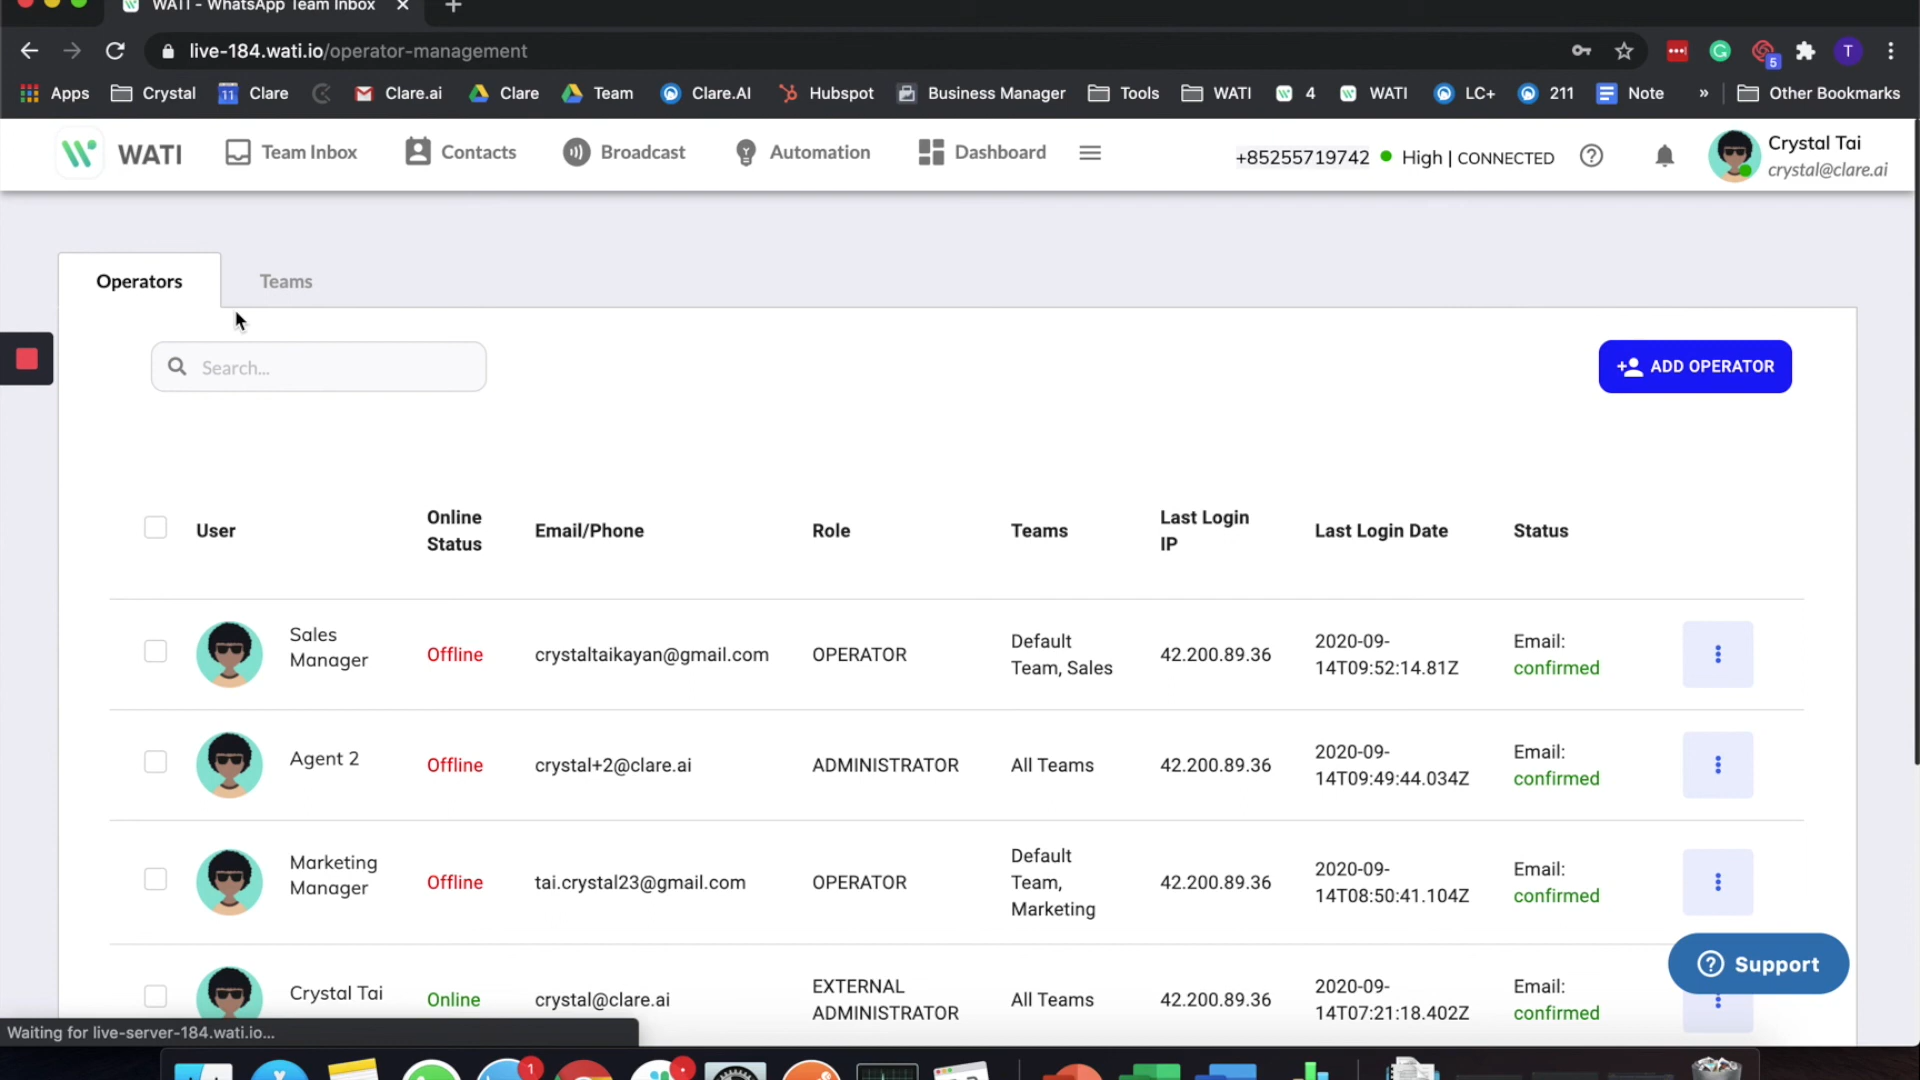 WATI - WhatsApp Team Inbox
live-184.wati.io/operator-management
T
5
Apps
Crystal
11
Clare
Clare.ai
Clare
Team
Clare.AI
Hubspot
Business Manager
Tools
WATI
4
WATI
LC+
211
Note
»
Other Bookmarks
WATI
Team Inbox
Contacts
Broadcast
Automation
Dashboard
+85255719742
High | CONNECTED
Crystal Tai
crystal@clare.ai
Operators
Teams
Search...
ADD OPERATOR
User
Online
Status
Email/Phone
Role
Teams
Last Login
IP
Last Login Date
Status
Sales
Manager
Offline
crystaltaikayan@gmail.com
OPERATOR
Default
Team, Sales
42.200.89.36
2020-09-
14T09:52:14.81Z
Email:
confirmed
Agent 2
Offline
crystal+2@clare.ai
ADMINISTRATOR
All Teams
42.200.89.36
2020-09-
14T09:49:44.034Z
Email:
confirmed
Marketing
Manager
Offline
tai.crystal23@gmail.com
OPERATOR
Default
Team,
Marketing
42.200.89.36
2020-09-
14T08:50:41.104Z
Email:
confirmed
Crystal Tai
Online
crystal@clare.ai
EXTERNAL
ADMINISTRATOR
All Teams
42.200.89.36
2020-09-
14T07:21:18.402Z
Email:
confirmed
Support
Waiting for live-server-184.wati.io...
1